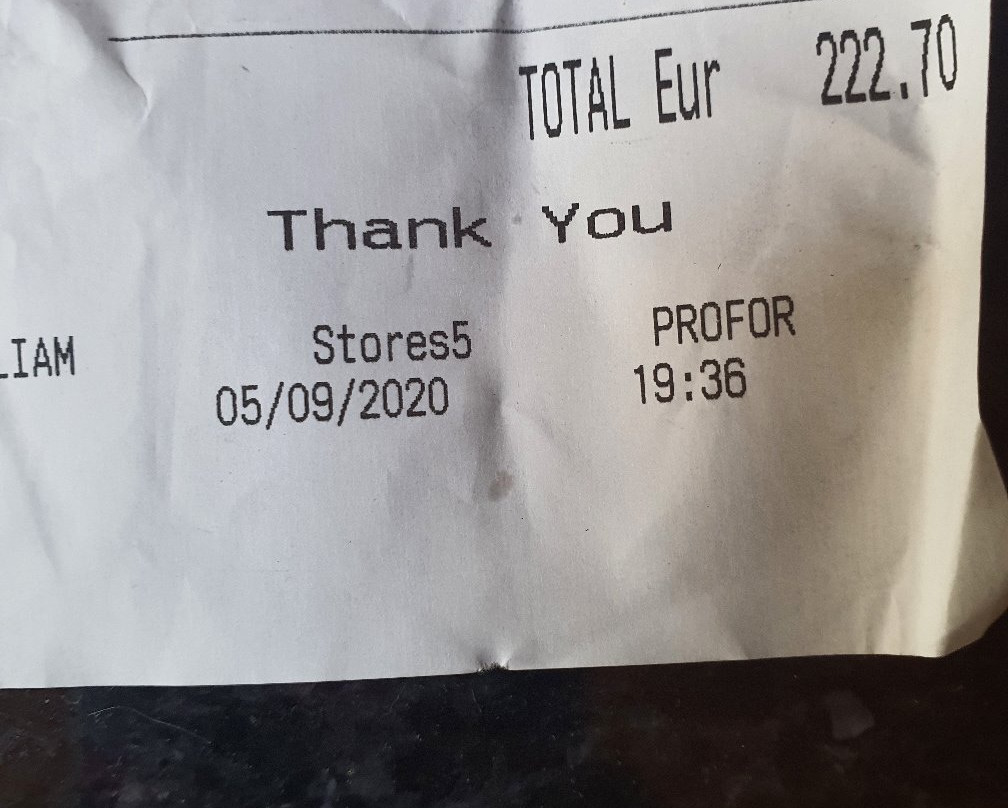 TOTAL Eur 222.70
Thank You
LIAM Stores5 PROFOR
05/09/2020 19:36